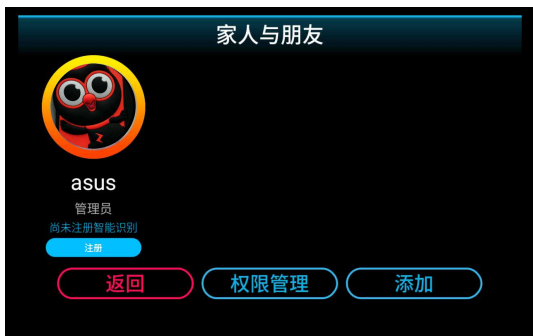 家人与朋友
asus
管理员
尚未注册智能识别
注册
返回
权限管理
添加